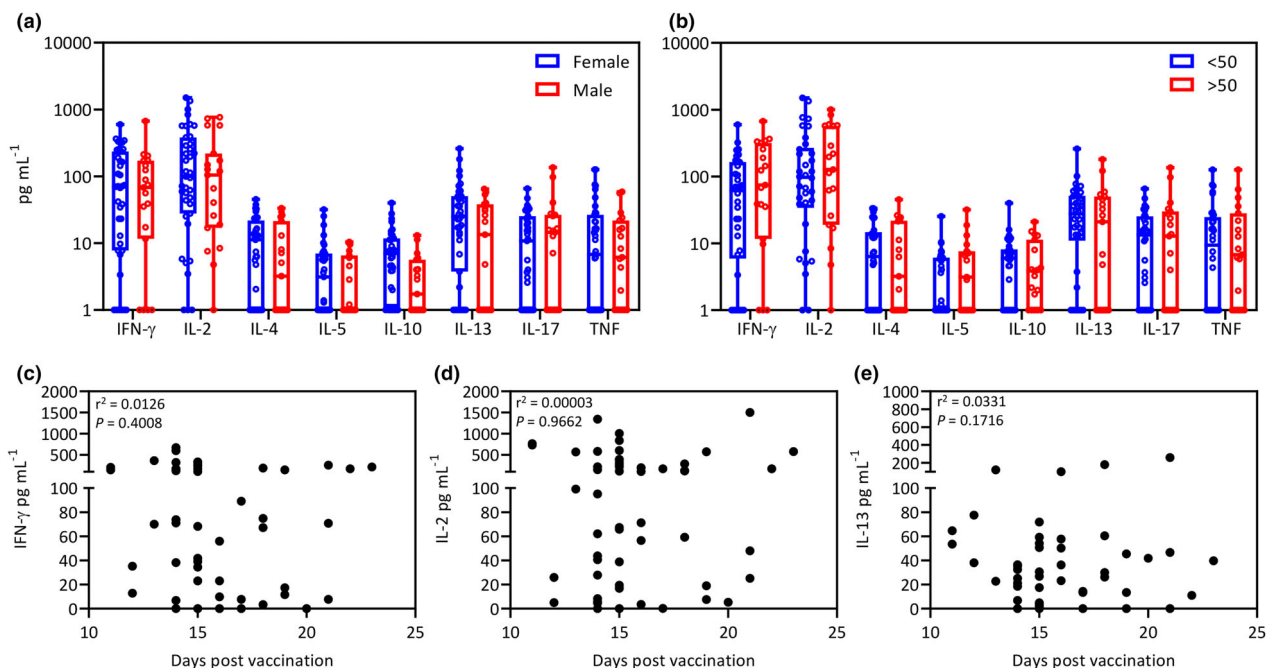 (a)
10000
1000
100
10
1
pg mL⁻¹
Female
Male
IFN-γ IL-2 IL-4 IL-5 IL-10 IL-13 IL-17 TNF
(b)
10000
1000
100
10
1
<50
>50
IFN-γ IL-2 IL-4 IL-5 IL-10 IL-13 IL-17 TNF
(c)
r² = 0.0126
P = 0.4008
2000
1500
1000
500
100
80
60
40
20
0
IFN-γ pg mL⁻¹
10 15 20 25
Days post vaccination
(d)
r² = 0.00003
P = 0.9662
2000
1500
1000
500
100
80
60
40
20
0
IL-2 pg mL⁻¹
10 15 20 25
Days post vaccination
(e)
r² = 0.0331
P = 0.1716
1000
800
600
400
200
100
80
60
40
20
0
IL-13 pg mL⁻¹
10 15 20 25
Days post vaccination